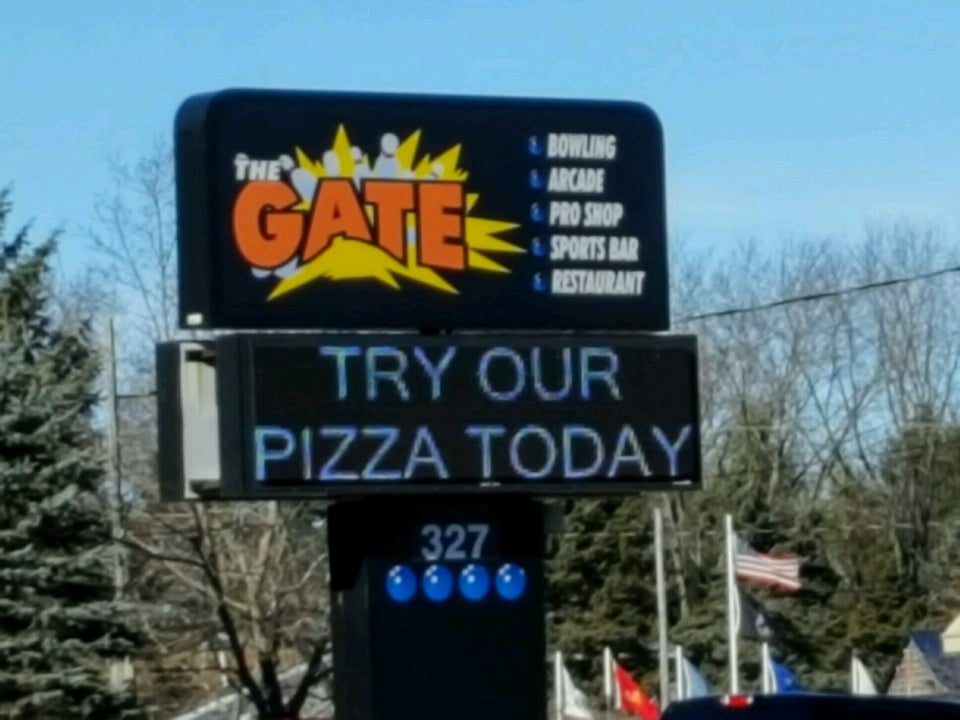 THE
GATE
BOWLING
ARCADE
PRO SHOP
SPORTS BAR
RESTAURANT
TRY OUR
PIZZA TODAY
327